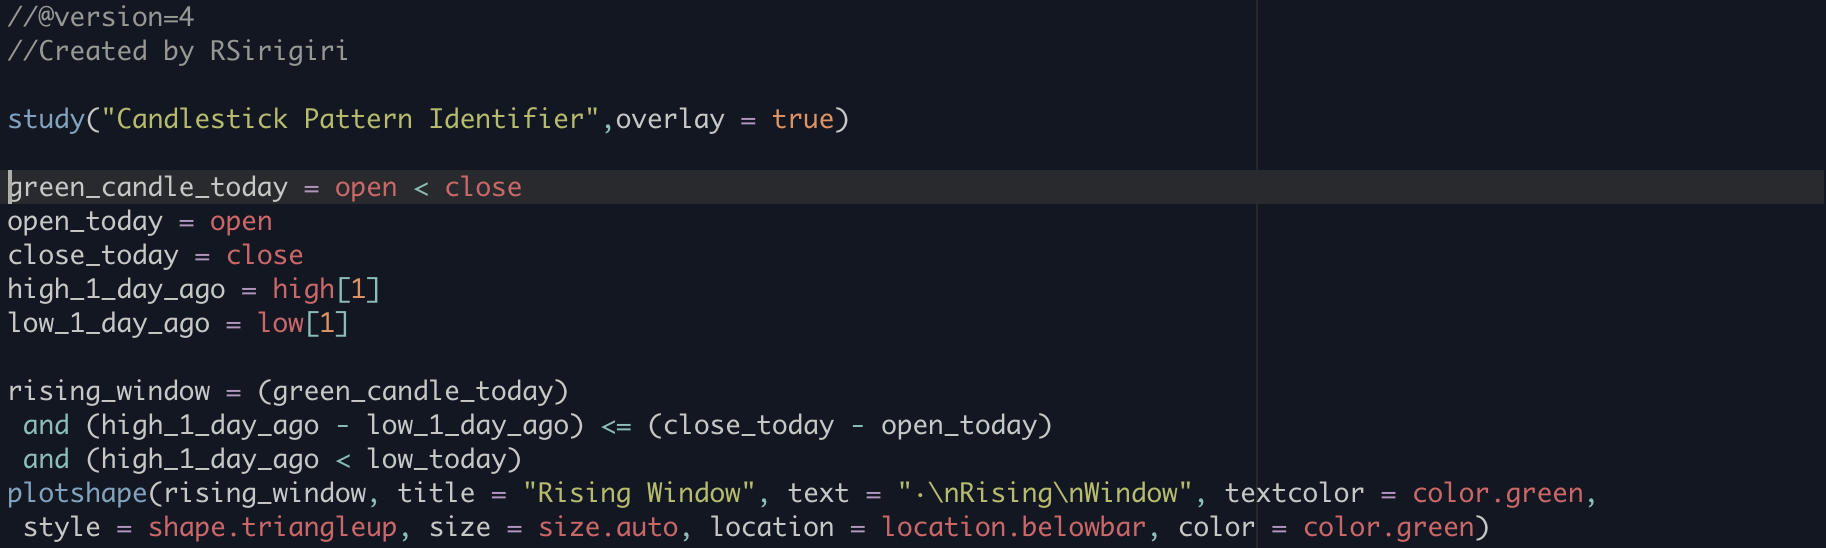 //@version=4
//Created by RSirigiri
study("Candlestick Pattern Identifier",overlay = true)
green_candle_today = open < close
open_today = open
close_today = close
high_1_day_ago = high[1]
low_1_day_ago = low[1]
rising_window = (green_candle_today)
and (high_1_day_ago - low_1_day_ago) <= (close_today - open_today)
and (high_1_day_ago < low_today)
plotshape(rising_window, title = "Rising Window", text = "·\nRising\nWindow", textcolor = color.green,
style = shape.triangleup, size = size.auto, location = location.belowbar, color = color.green)